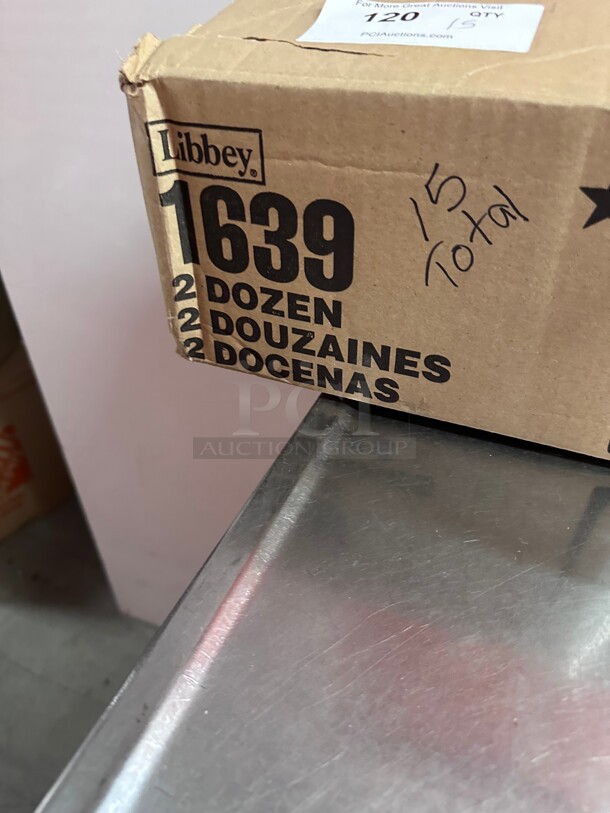 For More Great Auctions Visit
120 QTY 15
PCIAuctions.com
Libbey®
1639
15
Total
2 DOZEN
2 DOUZAINES
2 DOCENAS
PCI
AUCTION GROUP